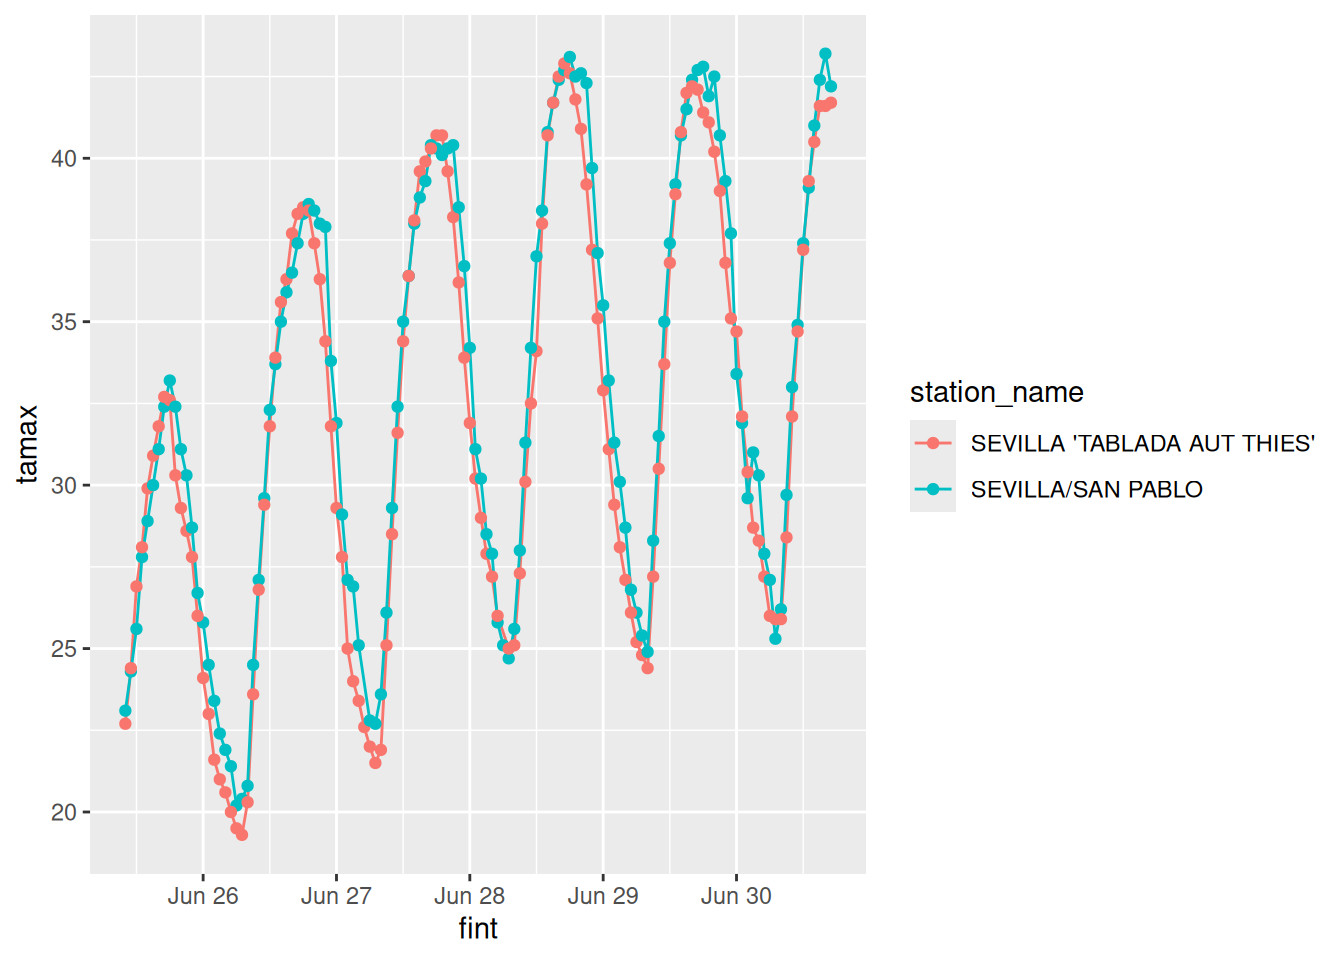 40
35
30
25
20
tamax
Jun 26
Jun 27
Jun 28
Jun 29
Jun 30
fint
station_name
SEVILLA 'TABLADA AUT THIES'
SEVILLA/SAN PABLO